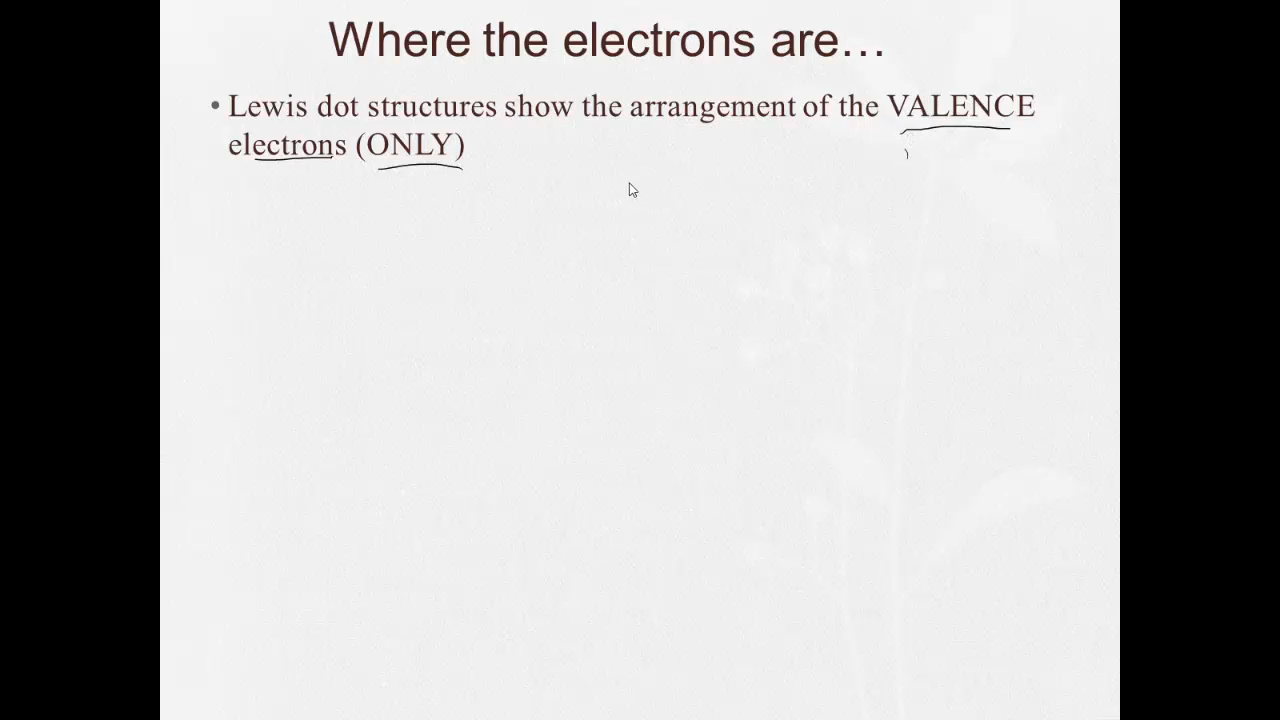 Where the electrons are…
• Lewis dot structures show the arrangement of the VALENCE
electrons (ONLY)